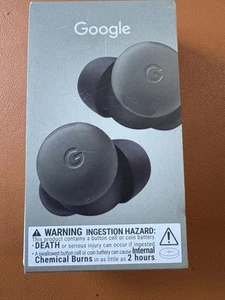 Google
G
G
⚠ WARNING INGESTION HAZARD:
This product contains a button cell or coin battery.
• DEATH or serious injury can occur if ingested
• A swallowed button cell or coin battery can cause Internal
Chemical Burns in as little as 2 hours